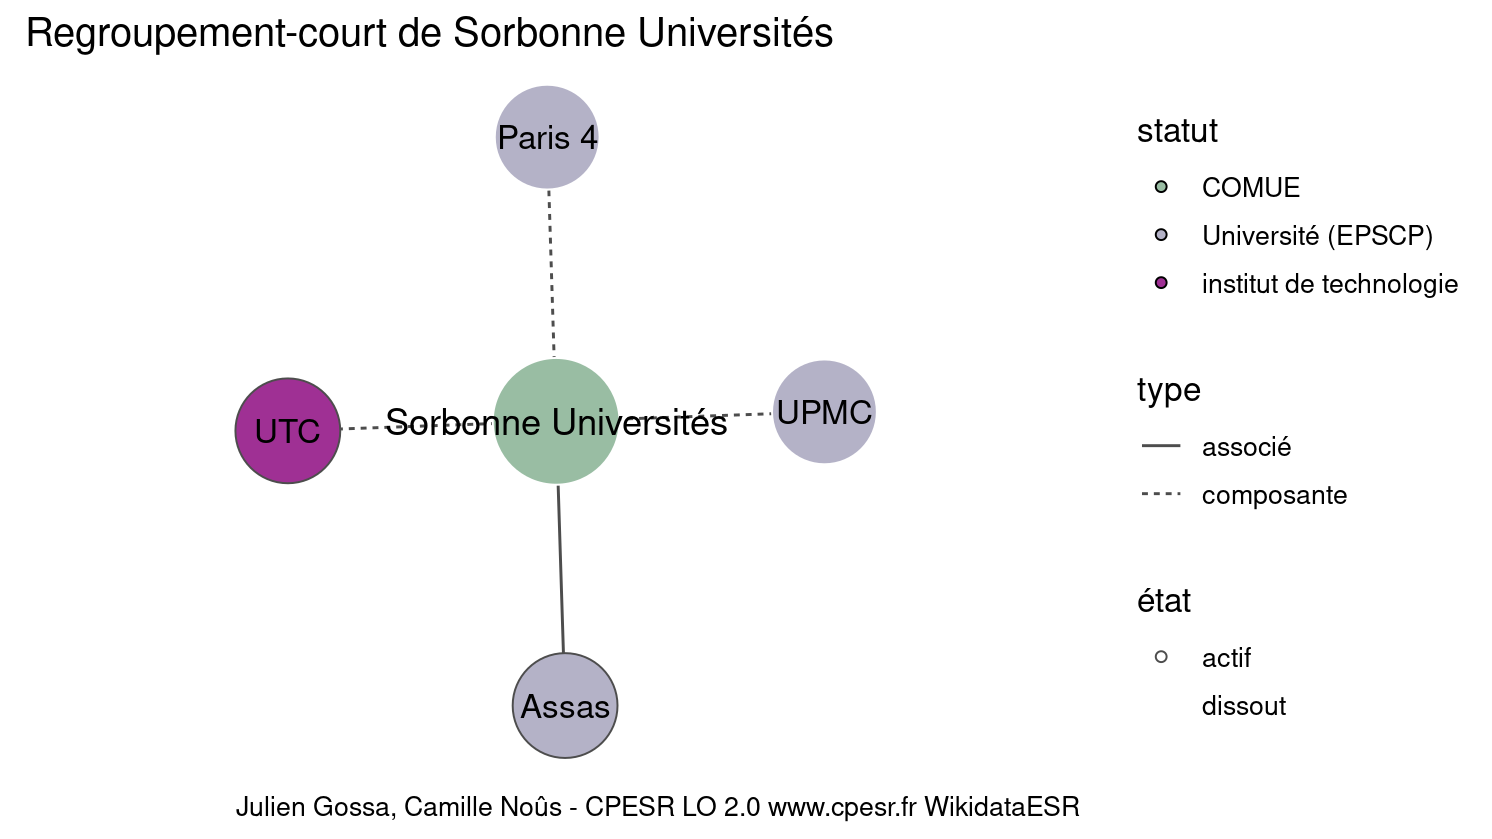 Regroupement-court de Sorbonne Universités
Paris 4
UTC
Sorbonne Universités
UPMC
Assas
statut
COMUE
Université (EPSCP)
institut de technologie
type
associé
composante
état
actif
dissout
Julien Gossa, Camille Noûs - CPESR LO 2.0 www.cpesr.fr WikidataESR